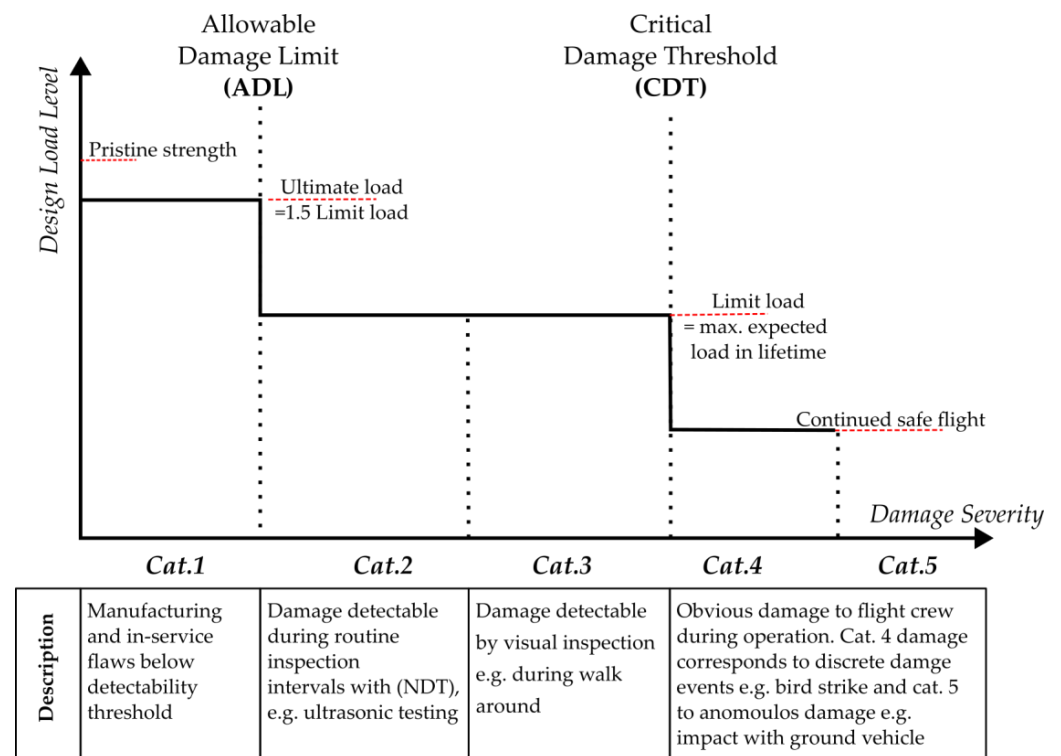 Allowable
Damage Limit
(ADL)
Critical
Damage Threshold
(CDT)
Design Load Level
Pristine strength
Ultimate load
=1.5 Limit load
Limit load
= max. expected
load in lifetime
Continued safe flight
Damage Severity
Cat.1
Cat.2
Cat.3
Cat.4
Cat.5
Description
Manufacturing
and in-service
flaws below
detectability
threshold
Damage detectable
during routine
inspection
intervals with (NDT),
e.g. ultrasonic testing
Damage detectable
by visual inspection
e.g. during walk
around
Obvious damage to flight crew
during operation. Cat. 4 damage
corresponds to discrete damge
events e.g. bird strike and cat. 5
to anomoulos damage e.g.
impact with ground vehicle